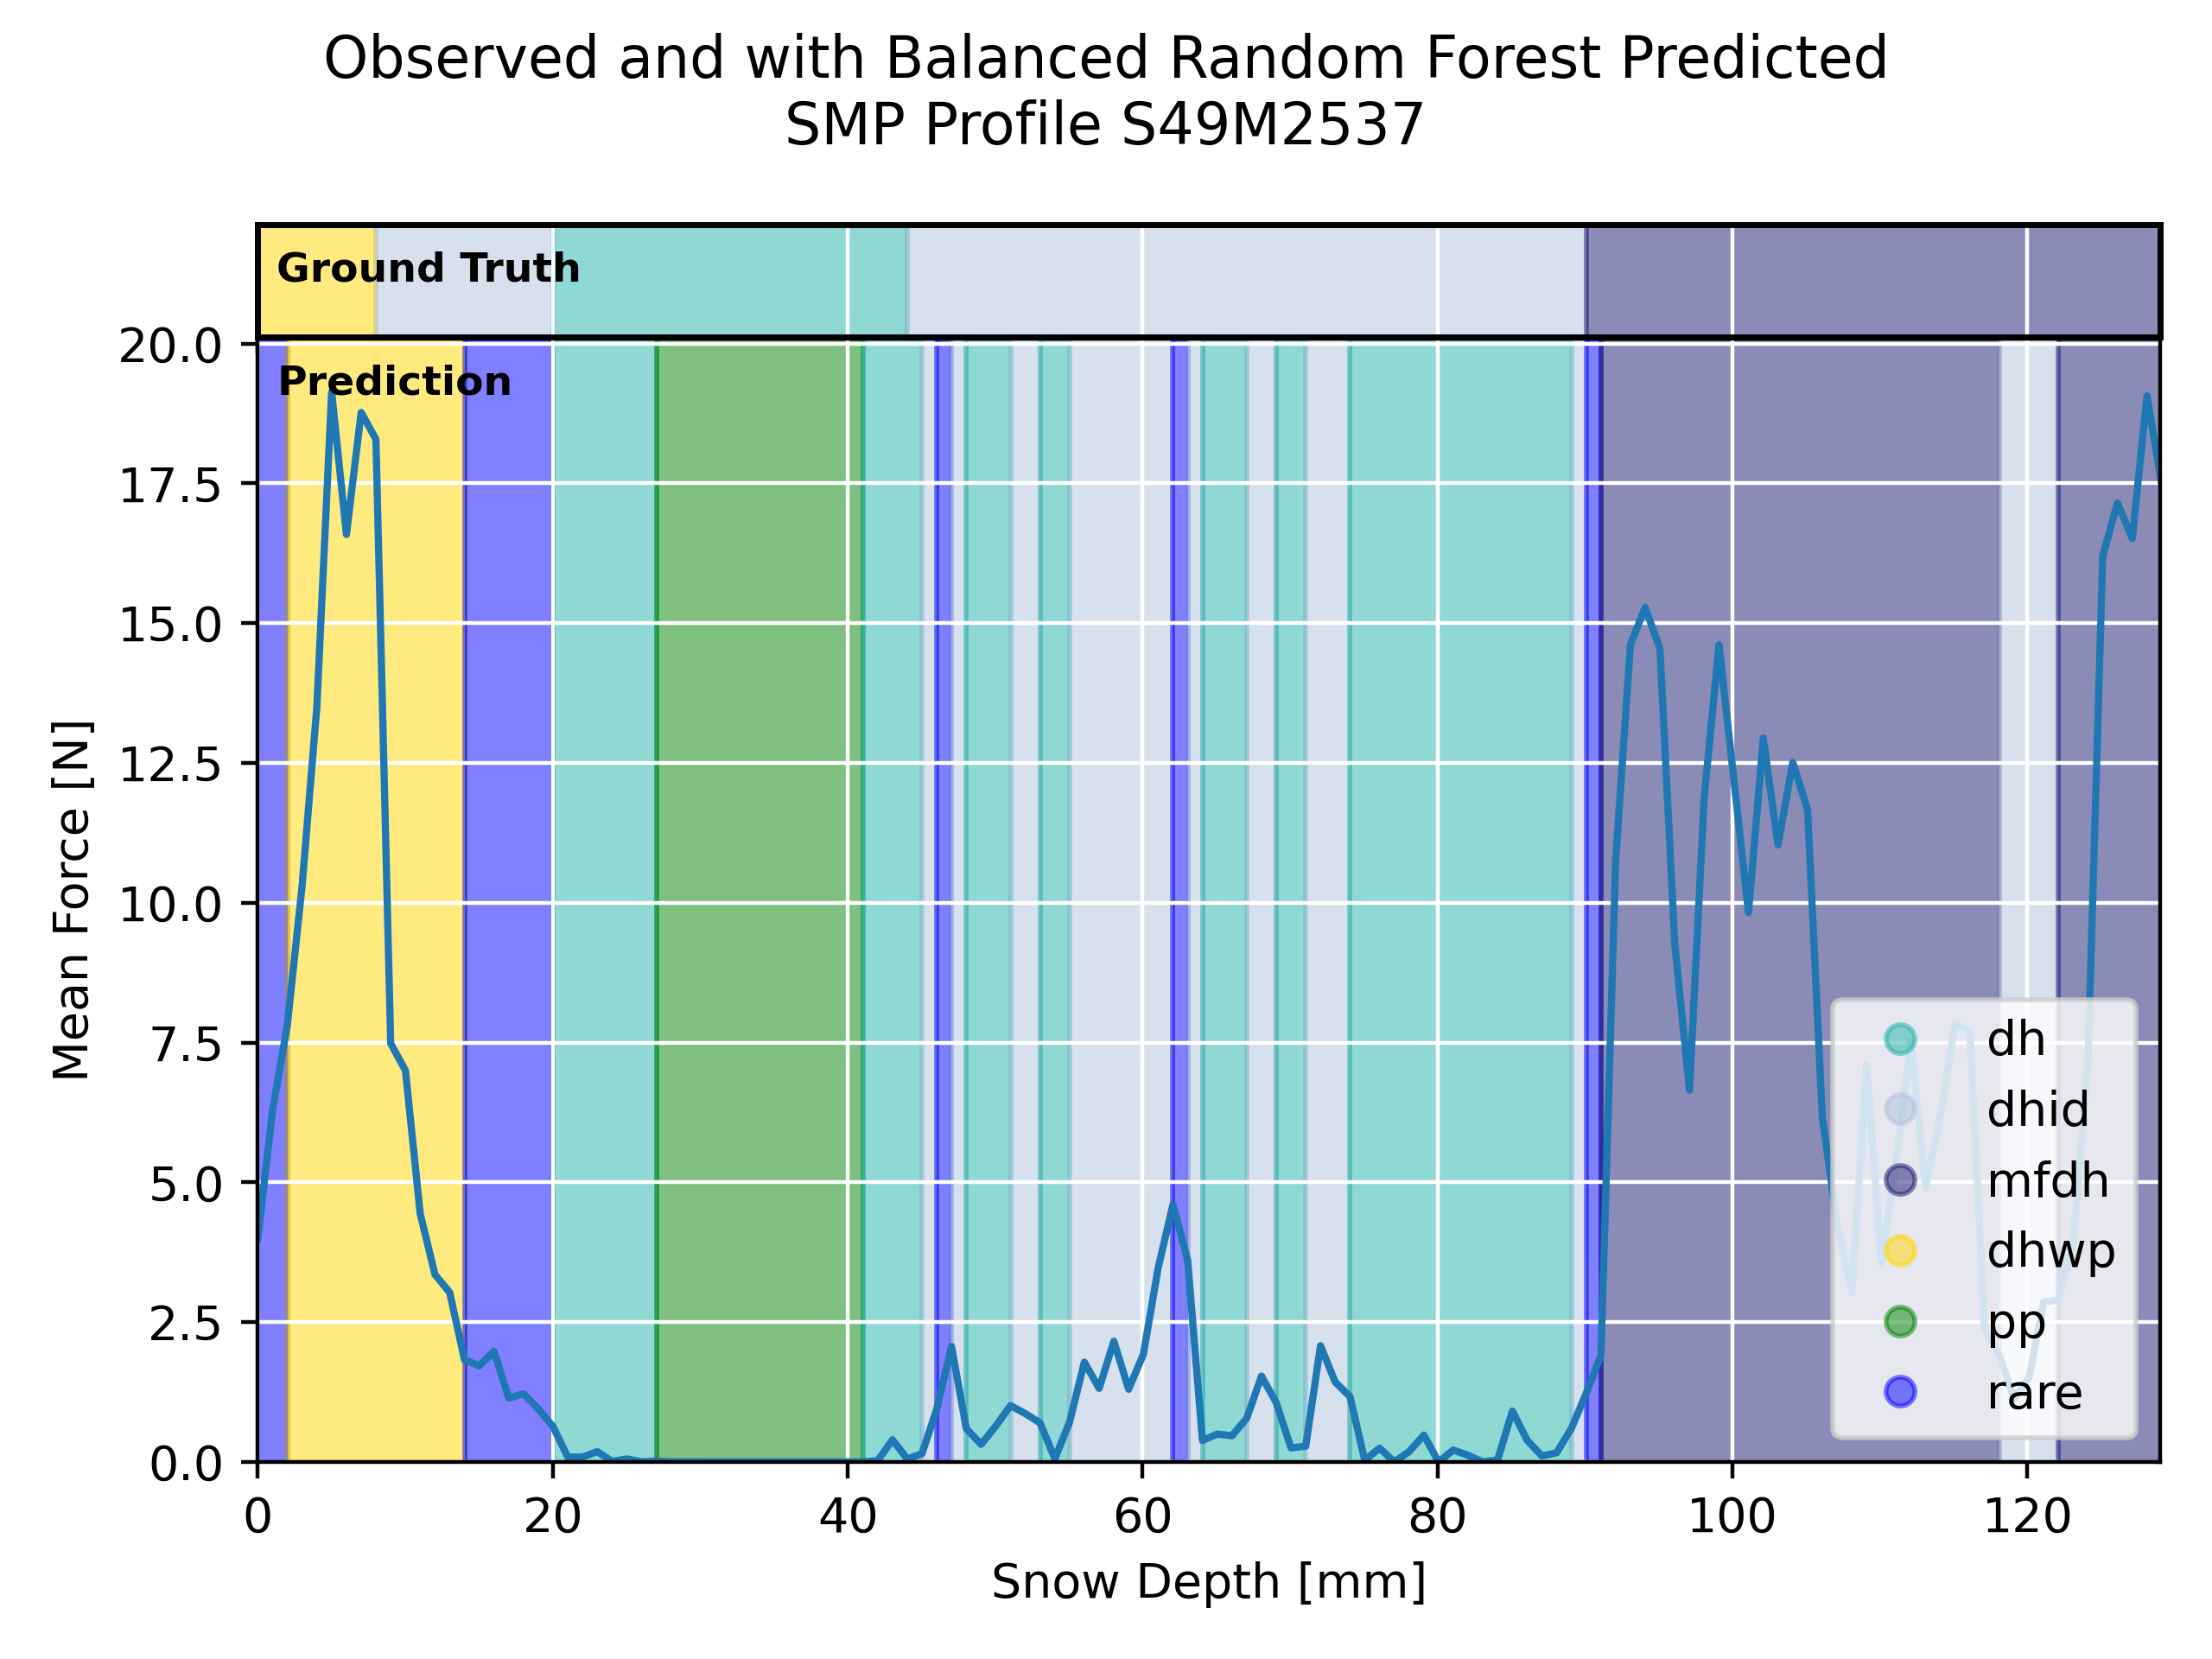 Observed and with Balanced Random Forest Predicted
SMP Profile S49M2537
Ground Truth
Prediction
20.0
17.5
15.0
12.5
10.0
7.5
5.0
2.5
0.0
Mean Force [N]
0 20 40 60 80 100 120
Snow Depth [mm]
dh
dhid
mfdh
dhwp
pp
rare